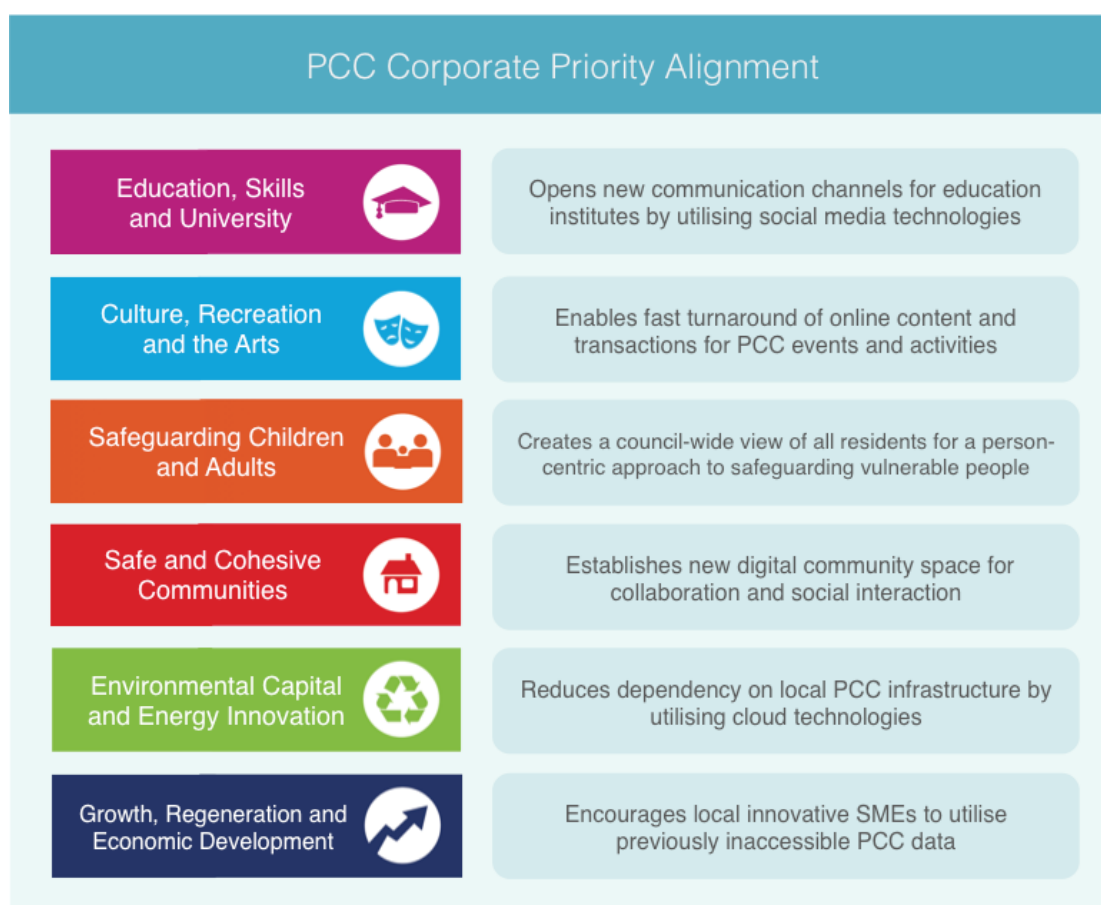 PCC Corporate Priority Alignment
Education, Skills
and University
Opens new communication channels for education
institutes by utilising social media technologies
Culture, Recreation
and the Arts
Enables fast turnaround of online content and
transactions for PCC events and activities
Safeguarding Children
and Adults
Creates a council-wide view of all residents for a person-
centric approach to safeguarding vulnerable people
Safe and Cohesive
Communities
Establishes new digital community space for
collaboration and social interaction
Environmental Capital
and Energy Innovation
Reduces dependency on local PCC infrastructure by
utilising cloud technologies
Growth, Regeneration and
Economic Development
Encourages local innovative SMEs to utilise
previously inaccessible PCC data